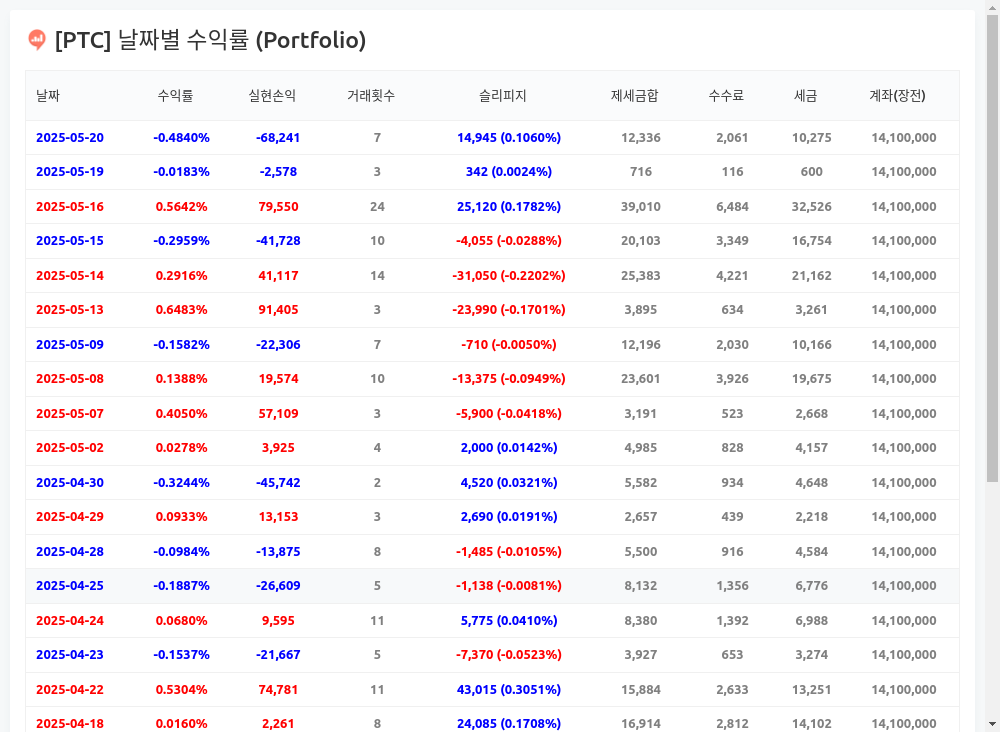 [PTC] 날짜별 수익률 (Portfolio)
날짜 수익률 실현손익 거래횟수 슬리피지 제세금합 수수료 세금 계좌(장전)
2025-05-20 -0.4840% -68,241 7 14,945 (0.1060%) 12,336 2,061 10,275 14,100,000
2025-05-19 -0.0183% -2,578 3 342 (0.0024%) 716 116 600 14,100,000
2025-05-16 0.5642% 79,550 24 25,120 (0.1782%) 39,010 6,484 32,526 14,100,000
2025-05-15 -0.2959% -41,728 10 -4,055 (-0.0288%) 20,103 3,349 16,754 14,100,000
2025-05-14 0.2916% 41,117 14 -31,050 (-0.2202%) 25,383 4,221 21,162 14,100,000
2025-05-13 0.6483% 91,405 3 -23,990 (-0.1701%) 3,895 634 3,261 14,100,000
2025-05-09 -0.1582% -22,306 7 -710 (-0.0050%) 12,196 2,030 10,166 14,100,000
2025-05-08 0.1388% 19,574 10 -13,375 (-0.0949%) 23,601 3,926 19,675 14,100,000
2025-05-07 0.4050% 57,109 3 -5,900 (-0.0418%) 3,191 523 2,668 14,100,000
2025-05-02 0.0278% 3,925 4 2,000 (0.0142%) 4,985 828 4,157 14,100,000
2025-04-30 -0.3244% -45,742 2 4,520 (0.0321%) 5,582 934 4,648 14,100,000
2025-04-29 0.0933% 13,153 3 2,690 (0.0191%) 2,657 439 2,218 14,100,000
2025-04-28 -0.0984% -13,875 8 -1,485 (-0.0105%) 5,500 916 4,584 14,100,000
2025-04-25 -0.1887% -26,609 5 -1,138 (-0.0081%) 8,132 1,356 6,776 14,100,000
2025-04-24 0.0680% 9,595 11 5,775 (0.0410%) 8,380 1,392 6,988 14,100,000
2025-04-23 -0.1537% -21,667 5 -7,370 (-0.0523%) 3,927 653 3,274 14,100,000
2025-04-22 0.5304% 74,781 11 43,015 (0.3051%) 15,884 2,633 13,251 14,100,000
2025-04-18 0.0160% 2,261 8 24,085 (0.1708%) 16,914 2,812 14,102 14,100,000